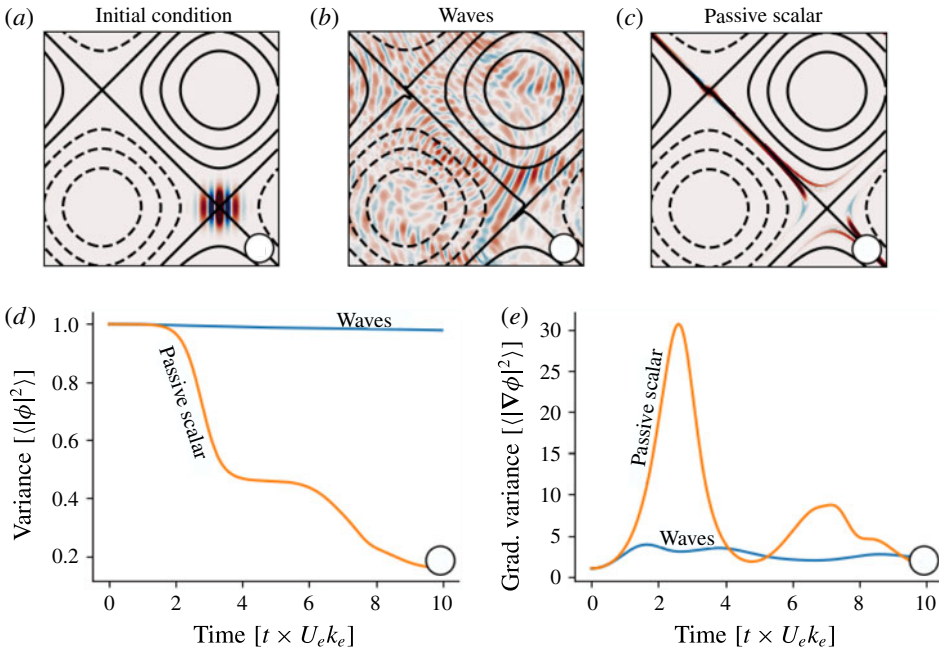 (a) Initial condition
(b) Waves
(c) Passive scalar
(d)
Waves
Passive scalar
Variance [⟨|ϕ|²⟩]
1.0
0.8
0.6
0.4
0.2
0 2 4 6 8 10
Time [t × Uₑkₑ]
(e)
Passive scalar
Waves
Grad. variance [⟨|∇ϕ|²⟩]
30
25
20
15
10
5
0
0 2 4 6 8 10
Time [t × Uₑkₑ]